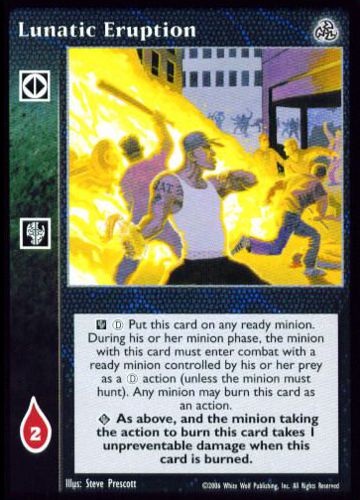 Lunatic Eruption
Ⓓ Put this card on any ready minion.
During his or her minion phase, the minion
with this card must enter combat with a
ready minion controlled by his or her prey
as a Ⓓ action (unless the minion must
hunt). Any minion may burn this card as
an action.
As above, and the minion taking
the action to burn this card takes 1
unpreventable damage when this
card is burned.
2
Illus: Steve Prescott
©2006 White Wolf Publishing, Inc. All Rights Reserved